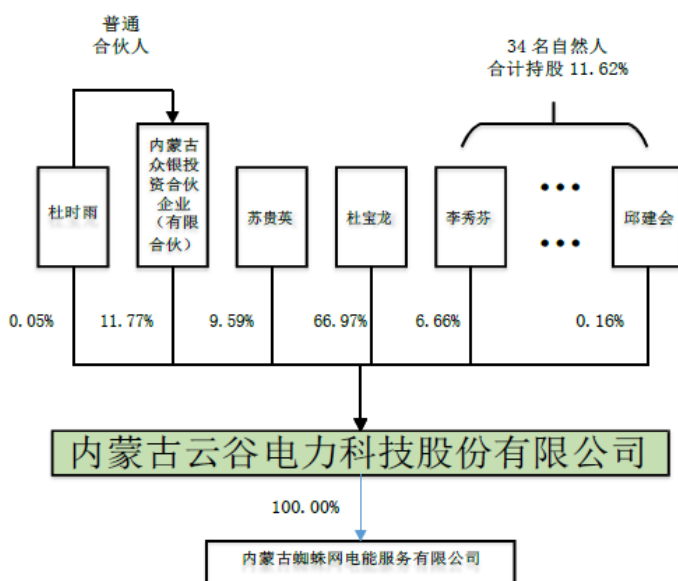 普通
合伙人
34 名自然人
合计持股 11.62%
杜时雨
内蒙古
众银投
资合伙
企业
（有限
合伙）
苏贵英
杜宝龙
李秀芬
邱建会
0.05%
11.77%
9.59%
66.97%
6.66%
0.16%
内蒙古云谷电力科技股份有限公司
100.00%
内蒙古蜘蛛网电能服务有限公司